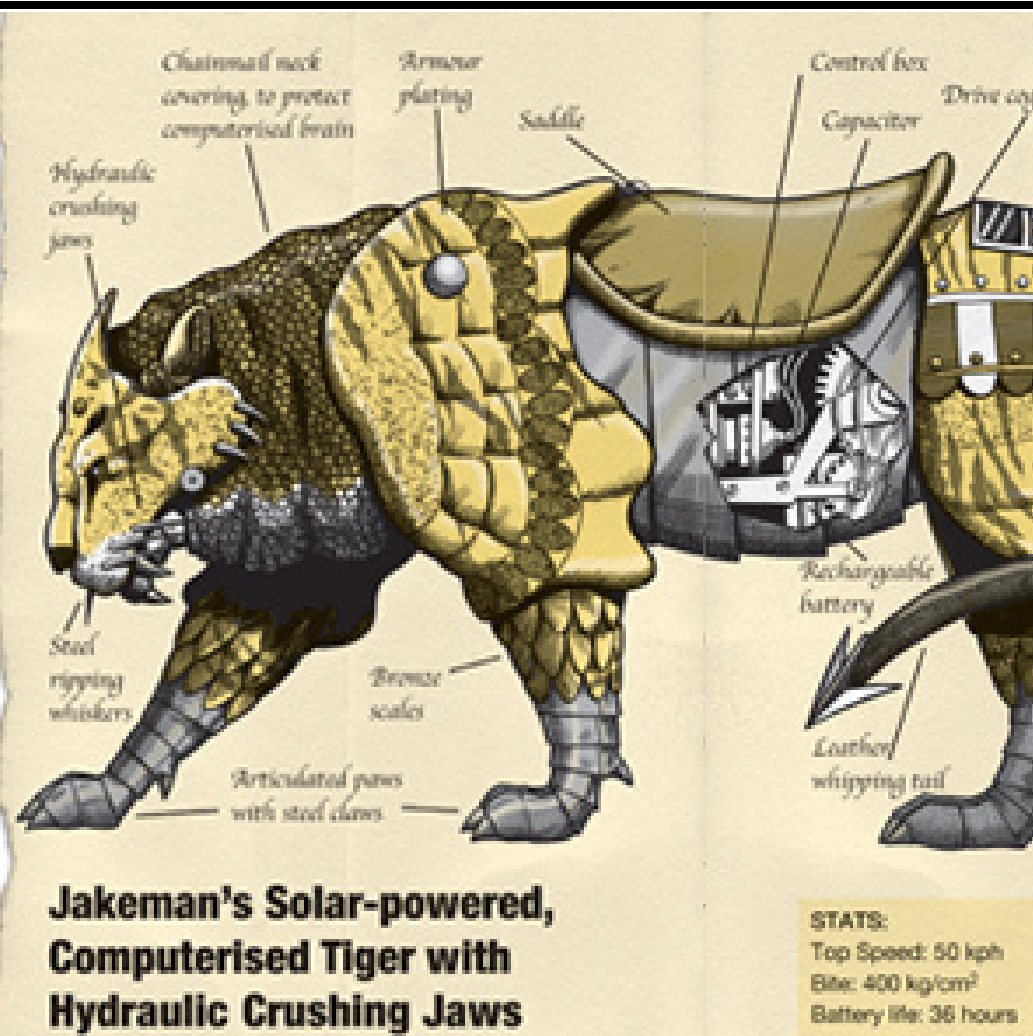 Chainmail neck
covering, to protect
computerised brain
Armour
plating
Saddle
Control box
Capacitor
Drive
Hydraulic
crushing
jaws
Rechargeable
battery
Steel
ripping
whiskers
Bronze
scales
Leather
whipping tail
Articulated paws
with steel claws
Jakeman's Solar-powered,
Computerised Tiger with
Hydraulic Crushing Jaws
STATS:
Top Speed: 50 kph
Bite: 400 kg/cm²
Battery life: 36 hours